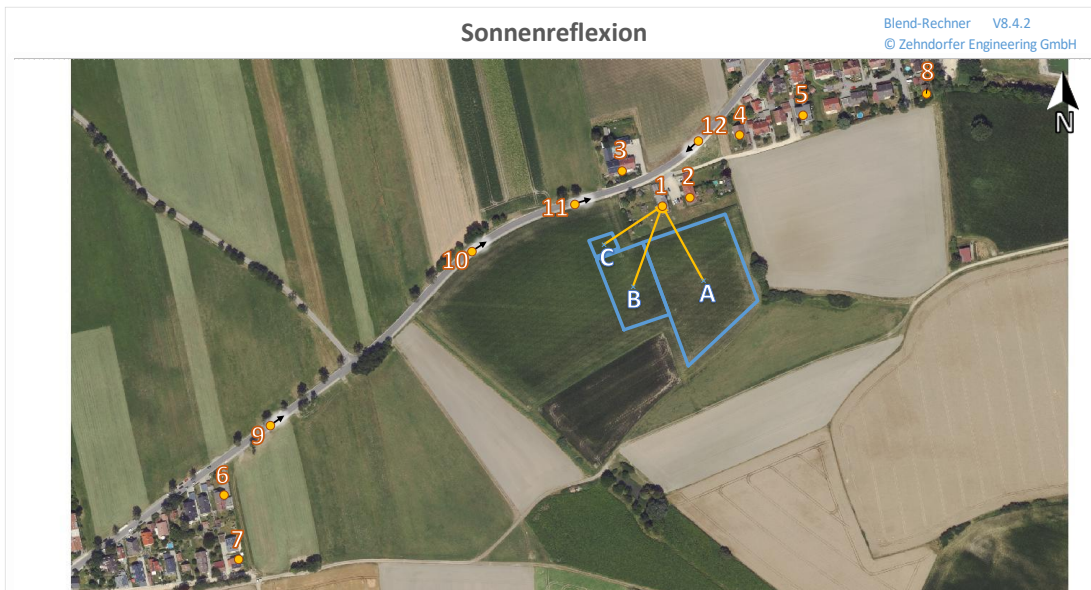 Sonnenreflexion
Blend-Rechner V8.4.2
© Zehndorfer Engineering GmbH
N
8
5
4
12
3
1
2
11
10
C
B
A
9
6
7